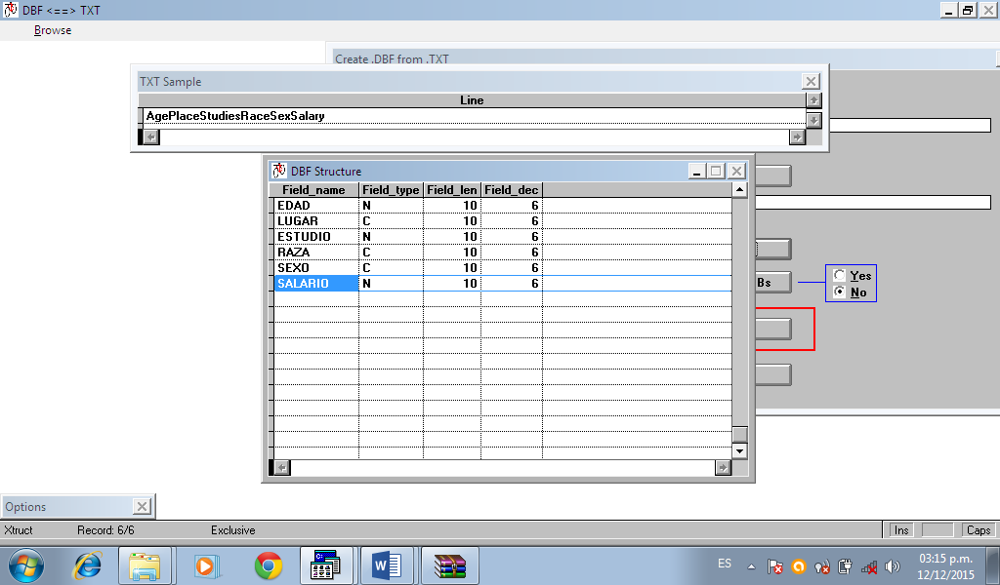 DBF <==> TXT
Browse
Create .DBF from .TXT
TXT Sample
Line
AgePlaceStudiesRaceSexSalary
DBF Structure
Field_name Field_type Field_len Field_dec
EDAD N 10 6
LUGAR C 10 6
ESTUDIO N 10 6
RAZA C 10 6
SEXO C 10 6
SALARIO N 10 6
Bs
Yes
No
Options
Xtruct Record: 6/6 Exclusive Ins Caps
ES
03:15 p.m.
12/12/2015